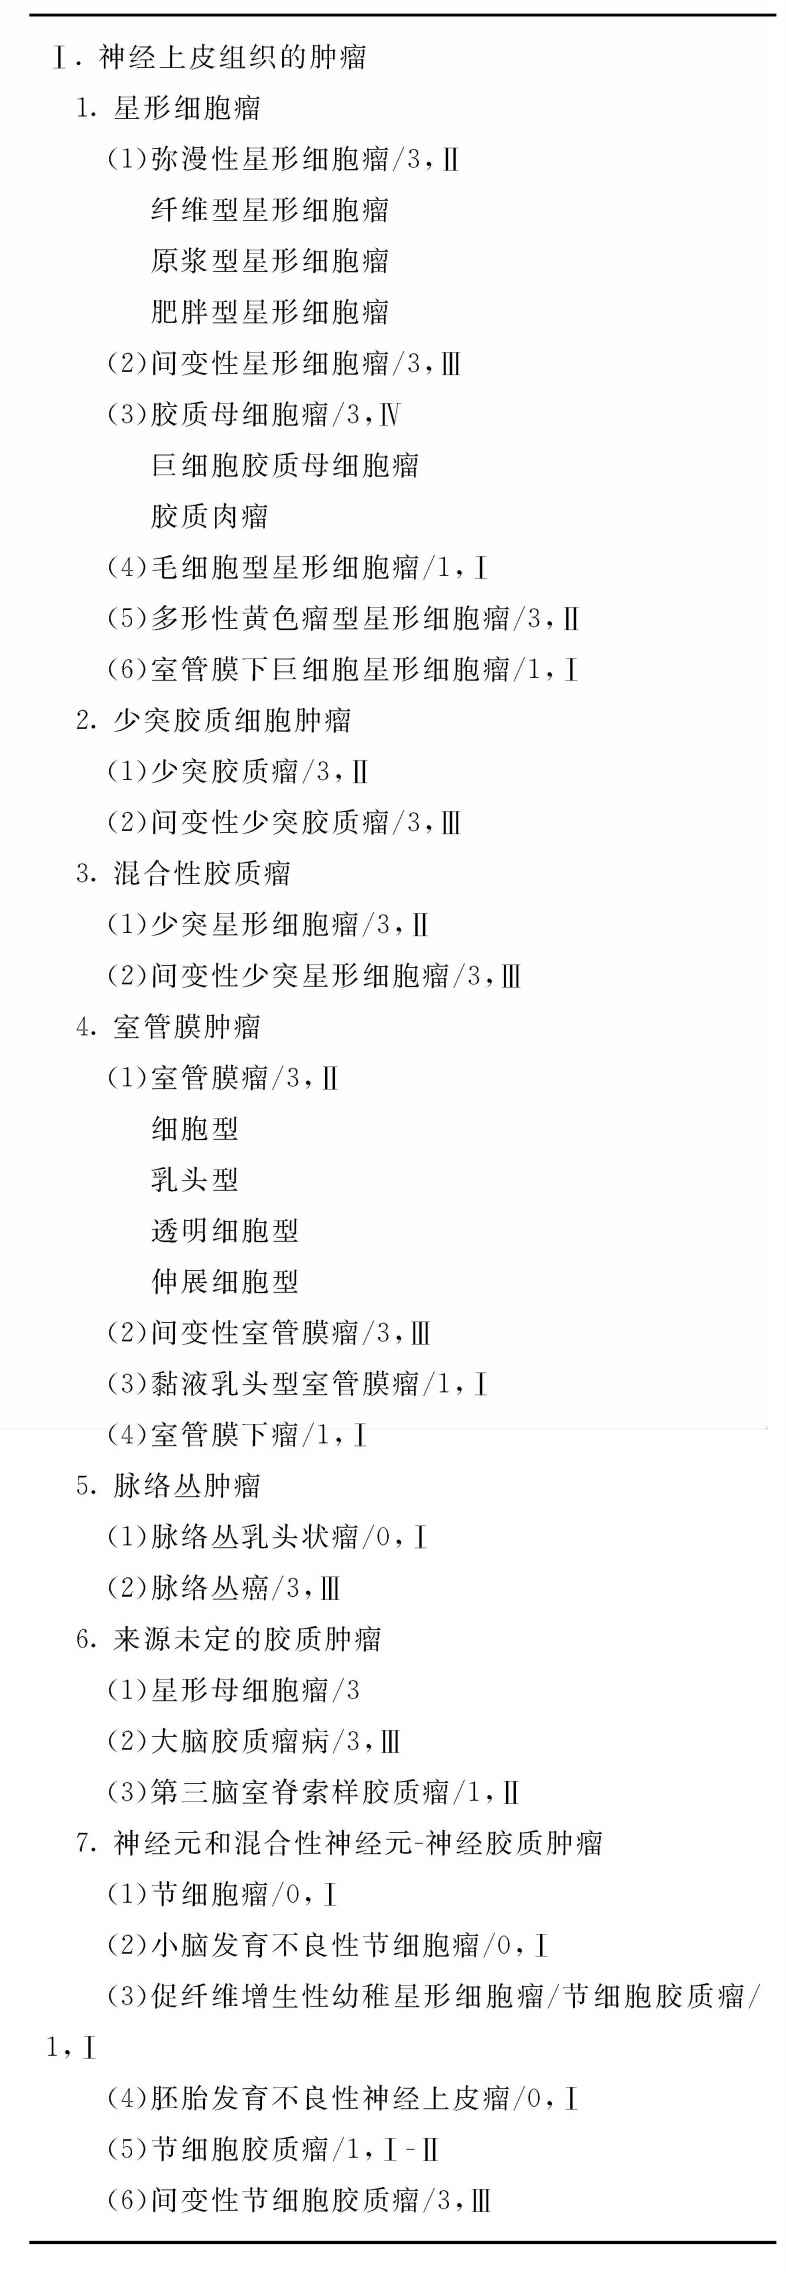 Ⅰ. 神经上皮组织的肿瘤
1. 星形细胞瘤
(1)弥漫性星形细胞瘤/3,Ⅱ
纤维型星形细胞瘤
原浆型星形细胞瘤
肥胖型星形细胞瘤
(2)间变性星形细胞瘤/3,Ⅲ
(3)胶质母细胞瘤/3,Ⅳ
巨细胞胶质母细胞瘤
胶质肉瘤
(4)毛细胞型星形细胞瘤/1,Ⅰ
(5)多形性黄色瘤型星形细胞瘤/3,Ⅱ
(6)室管膜下巨细胞星形细胞瘤/1,Ⅰ
2. 少突胶质细胞肿瘤
(1)少突胶质瘤/3,Ⅱ
(2)间变性少突胶质瘤/3,Ⅲ
3. 混合性胶质瘤
(1)少突星形细胞瘤/3,Ⅱ
(2)间变性少突星形细胞瘤/3,Ⅲ
4. 室管膜肿瘤
(1)室管膜瘤/3,Ⅱ
细胞型
乳头型
透明细胞型
伸展细胞型
(2)间变性室管膜瘤/3,Ⅲ
(3)黏液乳头型室管膜瘤/1,Ⅰ
(4)室管膜下瘤/1,Ⅰ
5. 脉络丛肿瘤
(1)脉络丛乳头状瘤/0,Ⅰ
(2)脉络丛癌/3,Ⅲ
6. 来源未定的胶质肿瘤
(1)星形母细胞瘤/3
(2)大脑胶质瘤病/3,Ⅲ
(3)第三脑室脊索样胶质瘤/1,Ⅱ
7. 神经元和混合性神经元-神经胶质肿瘤
(1)节细胞瘤/0,Ⅰ
(2)小脑发育不良性节细胞瘤/0,Ⅰ
(3)促纤维增生性幼稚星形细胞瘤/节细胞胶质瘤/
1,Ⅰ
(4)胚胎发育不良性神经上皮瘤/0,Ⅰ
(5)节细胞胶质瘤/1,Ⅰ-Ⅱ
(6)间变性节细胞胶质瘤/3,Ⅲ